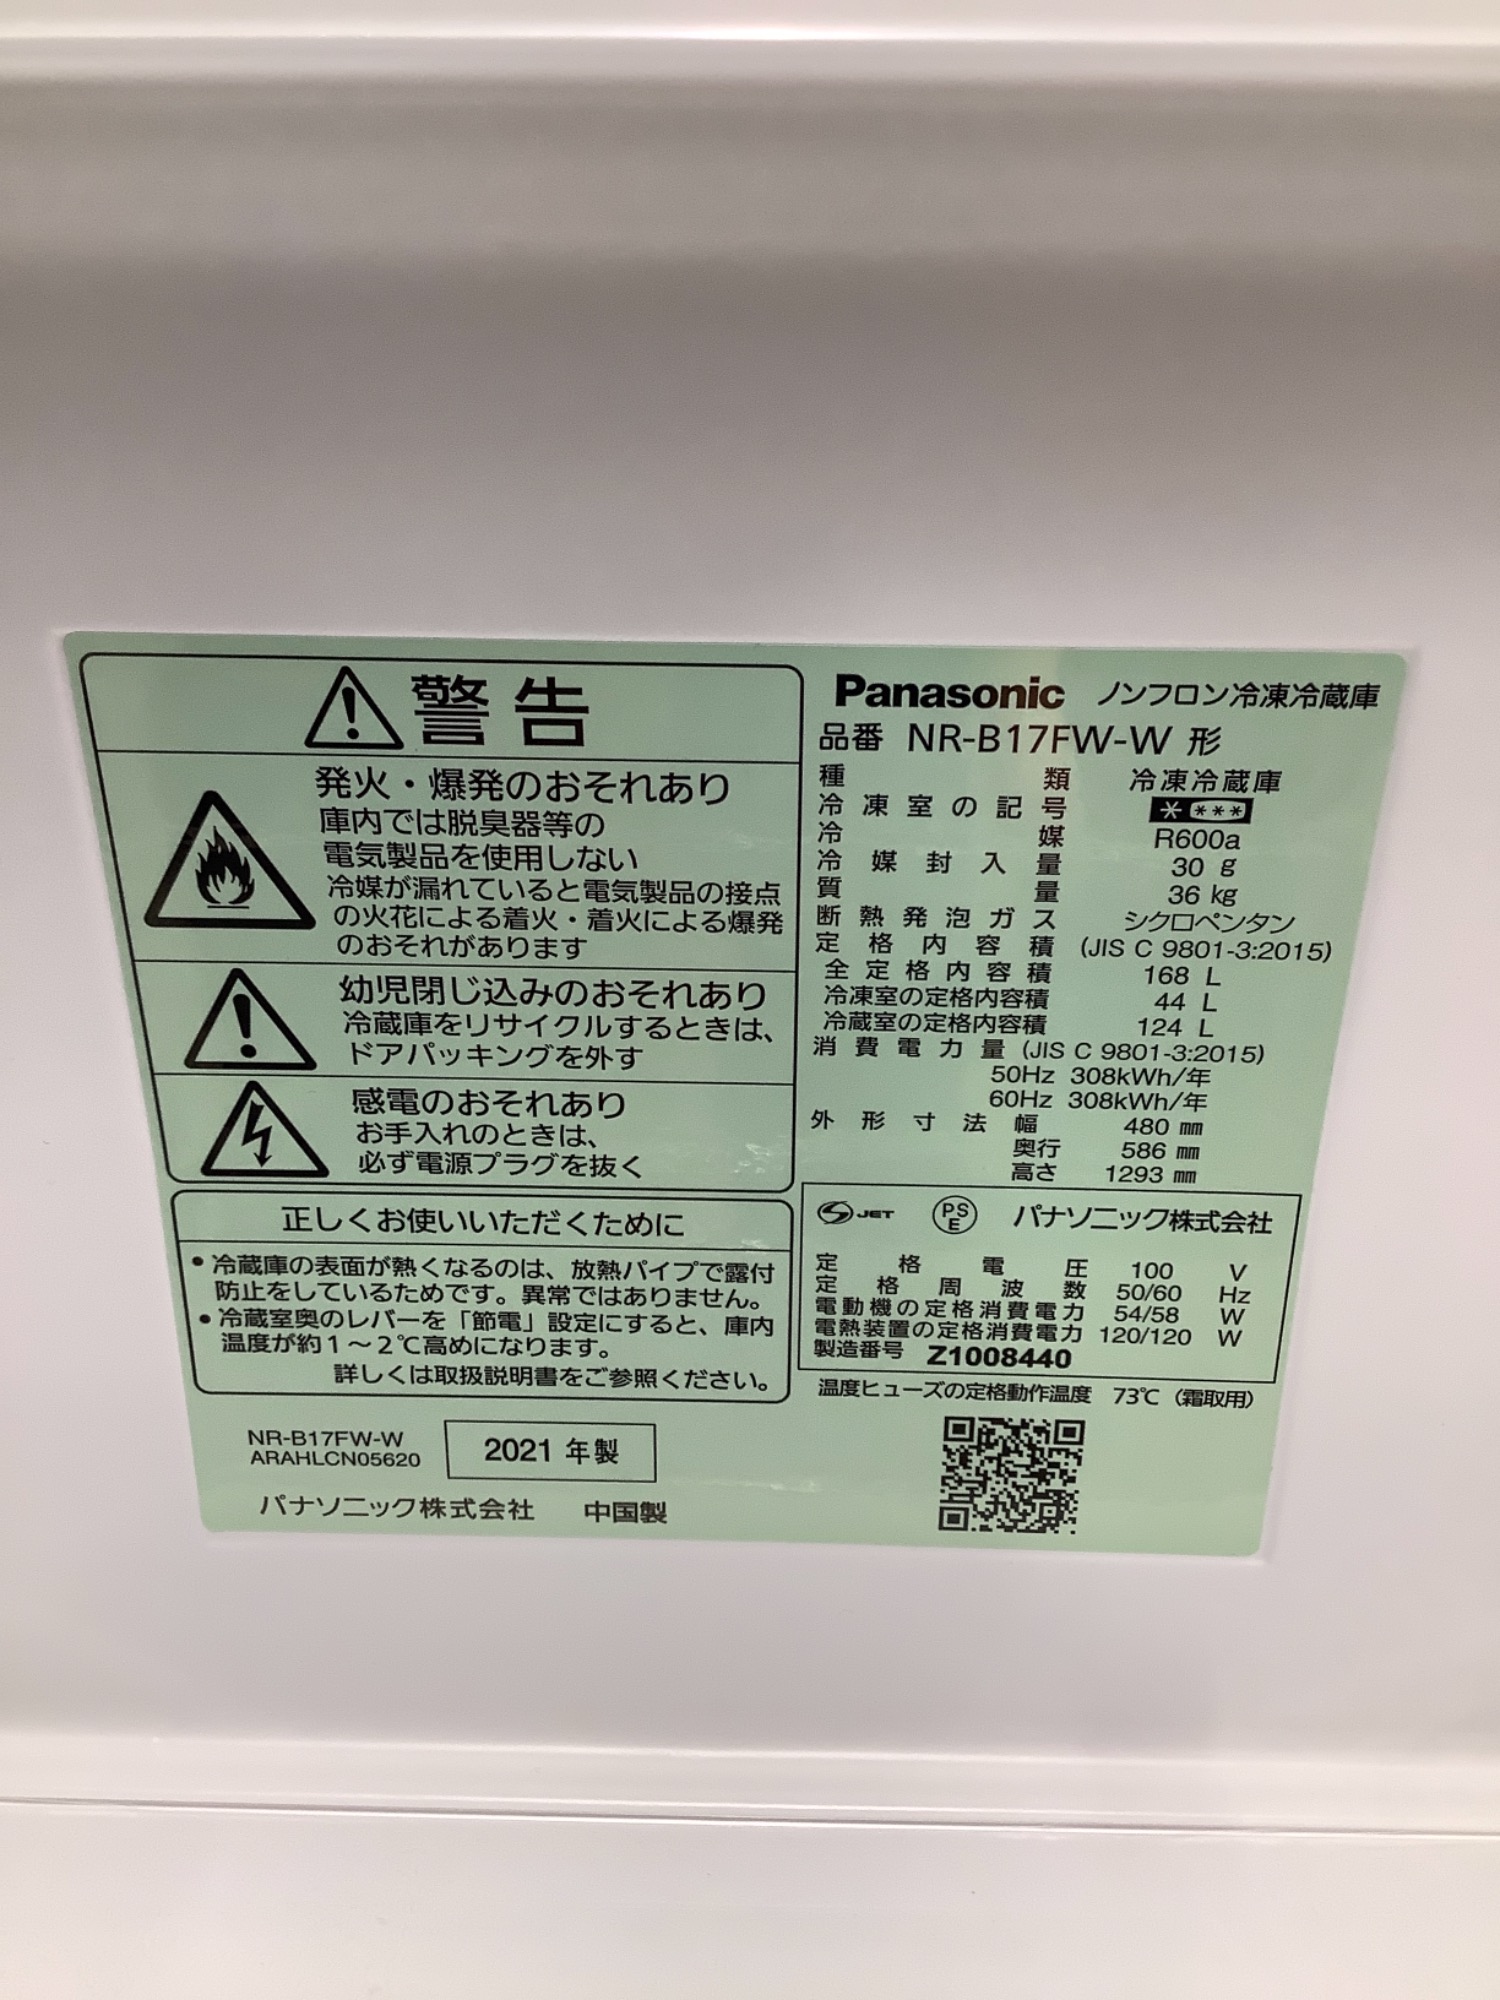 警告
発火・爆発のおそれあり
庫内では脱臭器等の
電気製品を使用しない
冷媒が漏れていると電気製品の接点
の火花による着火・着火による爆発
のおそれがあります
幼児閉じ込みのおそれあり
冷蔵庫をリサイクルするときは、
ドアパッキングを外す
感電のおそれあり
お手入れのときは、
必ず電源プラグを抜く
正しくお使いいただくために
•冷蔵庫の表面が熱くなるのは、放熱パイプで露付
防止をしているためです。異常ではありません。
•冷蔵室奥のレバーを「節電」設定にすると、庫内
温度が約1～2℃高めになります。
詳しくは取扱説明書をご参照ください。
NR-B17FW-W
ARAHLCN05620
2021 年製
パナソニック株式会社 中国製
Panasonic ノンフロン冷凍冷蔵庫
品番 NR-B17FW-W 形
種類 冷凍冷蔵庫
冷凍室の記号 * ***
冷媒 R600a
冷媒封入量 30 g
質量 36 kg
断熱発泡ガス シクロペンタン
定格内容積 (JIS C 9801-3:2015)
全定格内容積 168 L
冷凍室の定格内容積 44 L
冷蔵室の定格内容積 124 L
消費電力量 (JIS C 9801-3:2015)
50Hz 308kWh/年
60Hz 308kWh/年
外形寸法 幅 480 mm
奥行 586 mm
高さ 1293 mm
S JET PSE パナソニック株式会社
定格電圧 100 V
定格周波数 50/60 Hz
電動機の定格消費電力 54/58 W
電熱装置の定格消費電力 120/120 W
製造番号 Z1008440
温度ヒューズの定格動作温度 73℃（霜取用）